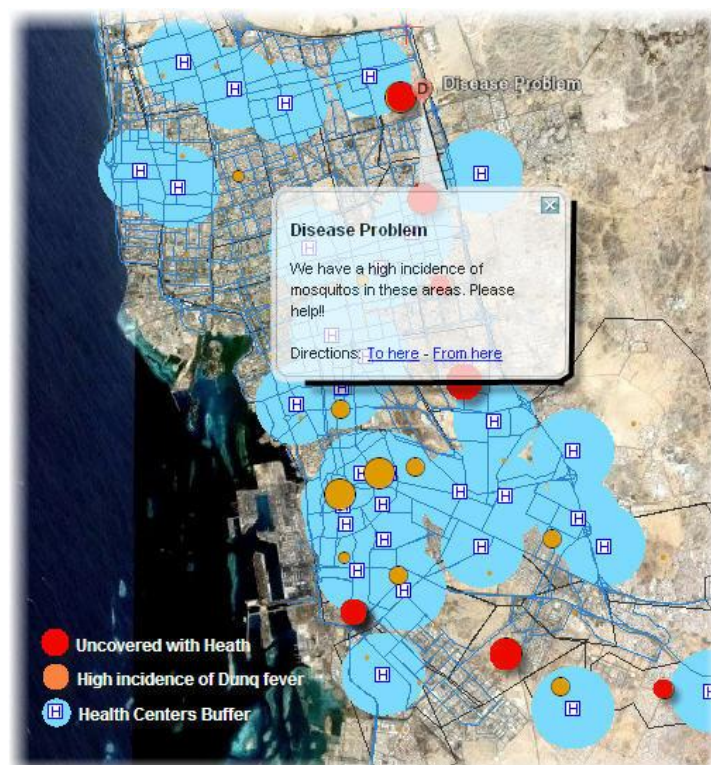 D Disease Problem
Disease Problem
We have a high incidence of
mosquitos in these areas. Please
help!!
Directions: To here - From here
Uncovered with Heath
High incidence of Dunq fever
H Health Centers Buffer